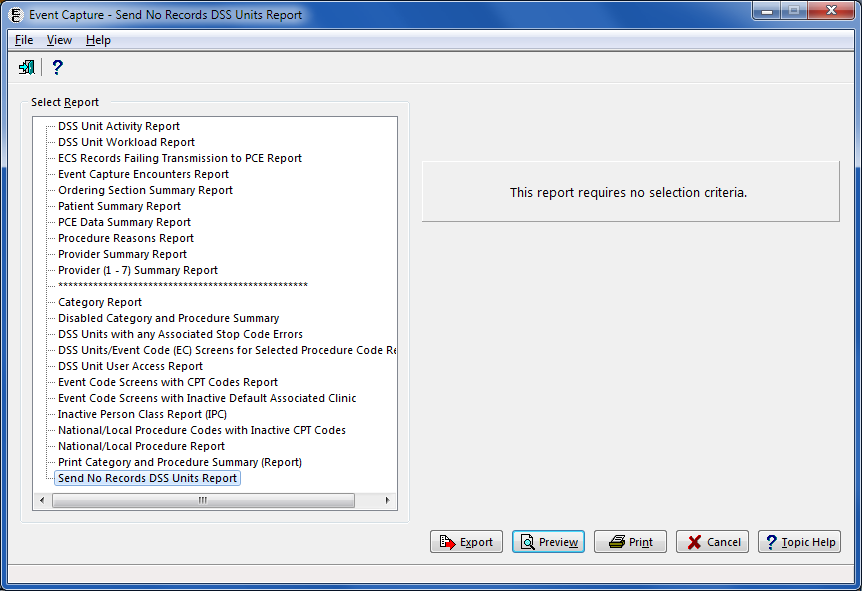 Event Capture - Send No Records DSS Units Report
File View Help
?
Select Report
DSS Unit Activity Report
DSS Unit Workload Report
ECS Records Failing Transmission to PCE Report
Event Capture Encounters Report
Ordering Section Summary Report
Patient Summary Report
PCE Data Summary Report
Procedure Reasons Report
Provider Summary Report
Provider (1 - 7) Summary Report
**************************************************
Category Report
Disabled Category and Procedure Summary
DSS Units with any Associated Stop Code Errors
DSS Units/Event Code (EC) Screens for Selected Procedure Code Re
DSS Unit User Access Report
Event Code Screens with CPT Codes Report
Event Code Screens with Inactive Default Associated Clinic
Inactive Person Class Report (IPC)
National/Local Procedure Codes with Inactive CPT Codes
National/Local Procedure Report
Print Category and Procedure Summary (Report)
Send No Records DSS Units Report
This report requires no selection criteria.
Export Preview Print Cancel ? Topic Help